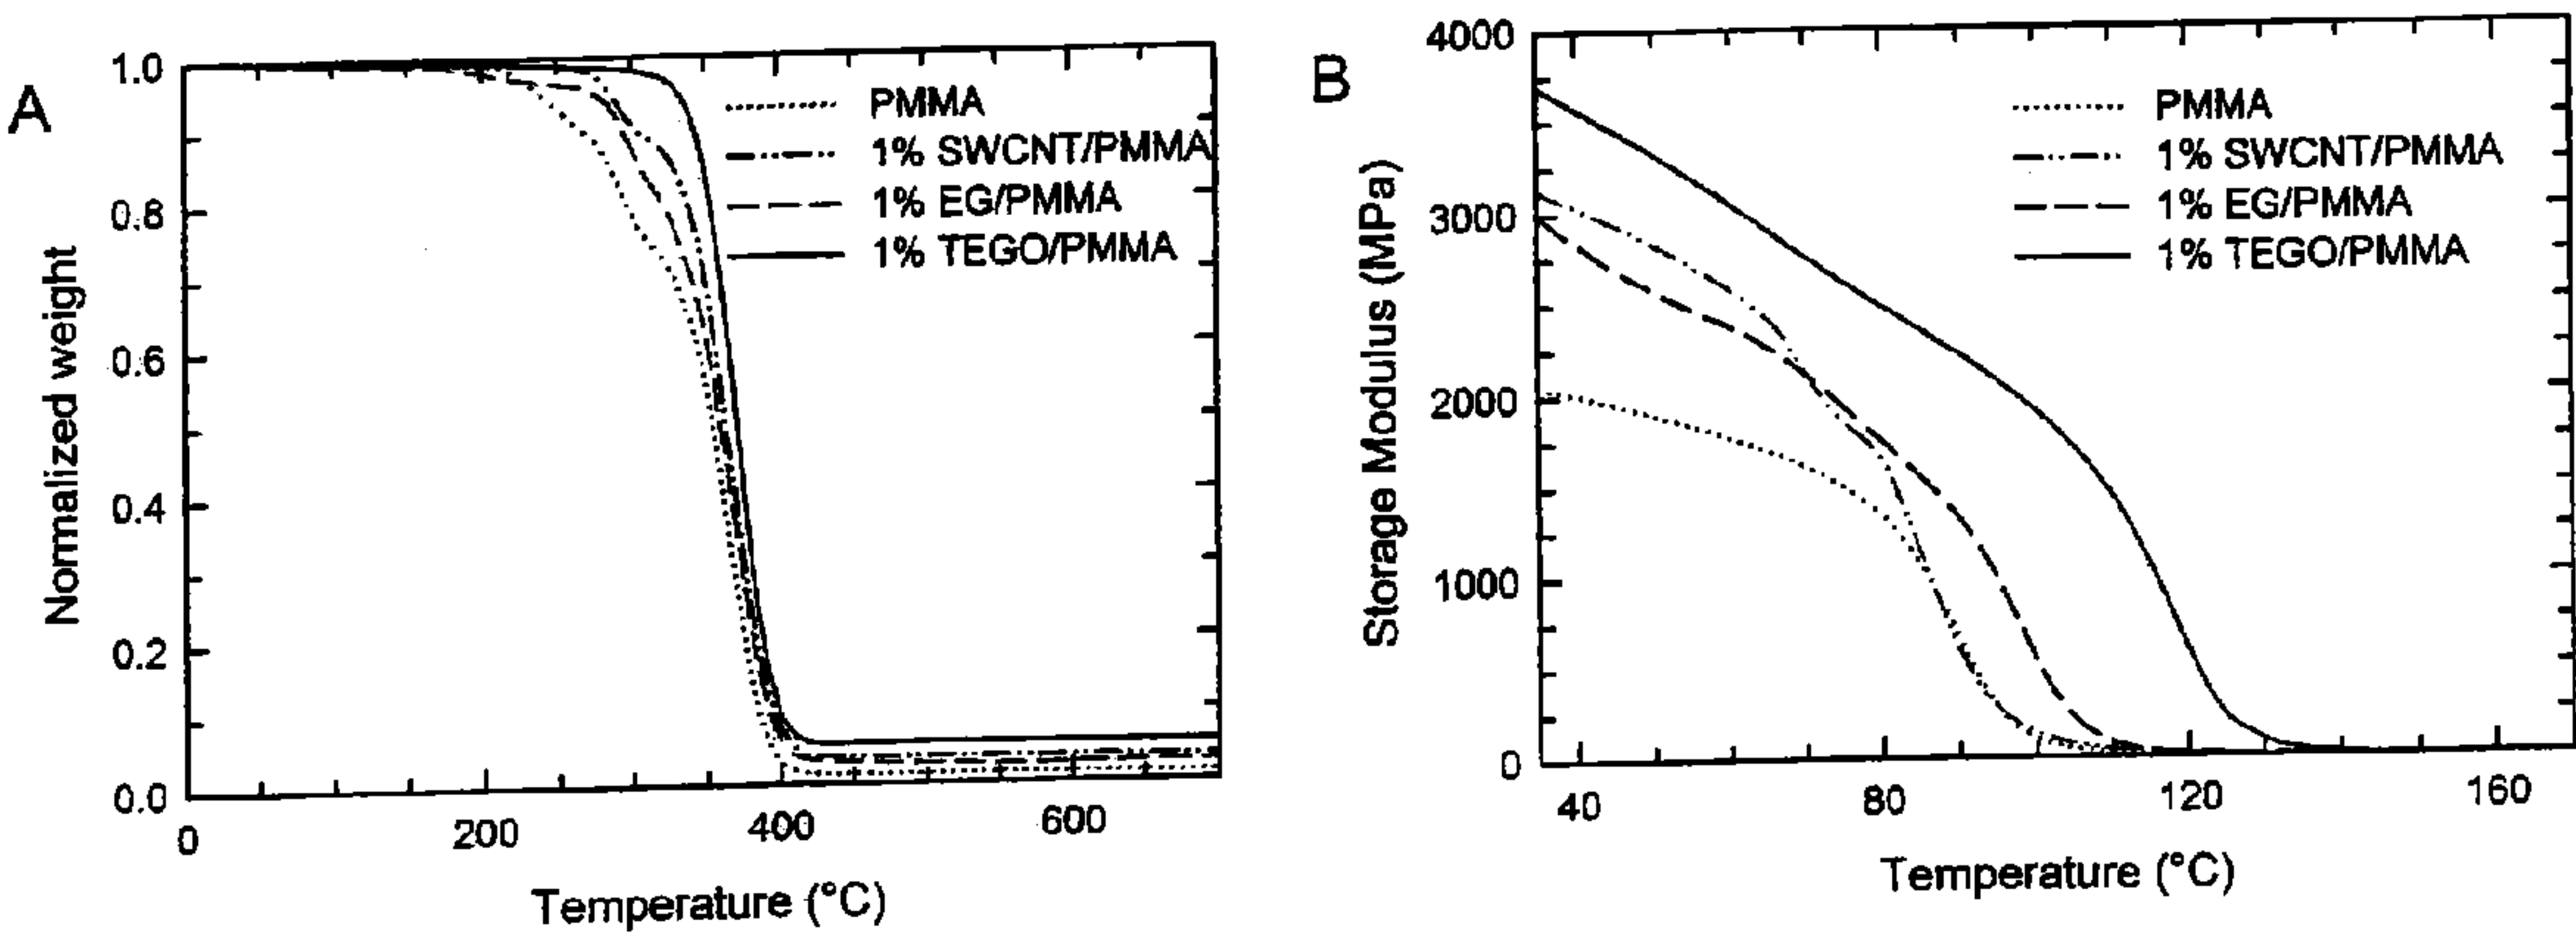 A
Normalized weight
1.0
0.8
0.6
0.4
0.2
0.0
0
200
400
600
Temperature (°C)
PMMA
1% SWCNT/PMMA
1% EG/PMMA
1% TEGO/PMMA
B
Storage Modulus (MPa)
4000
3000
2000
1000
0
40
80
120
160
Temperature (°C)
PMMA
1% SWCNT/PMMA
1% EG/PMMA
1% TEGO/PMMA